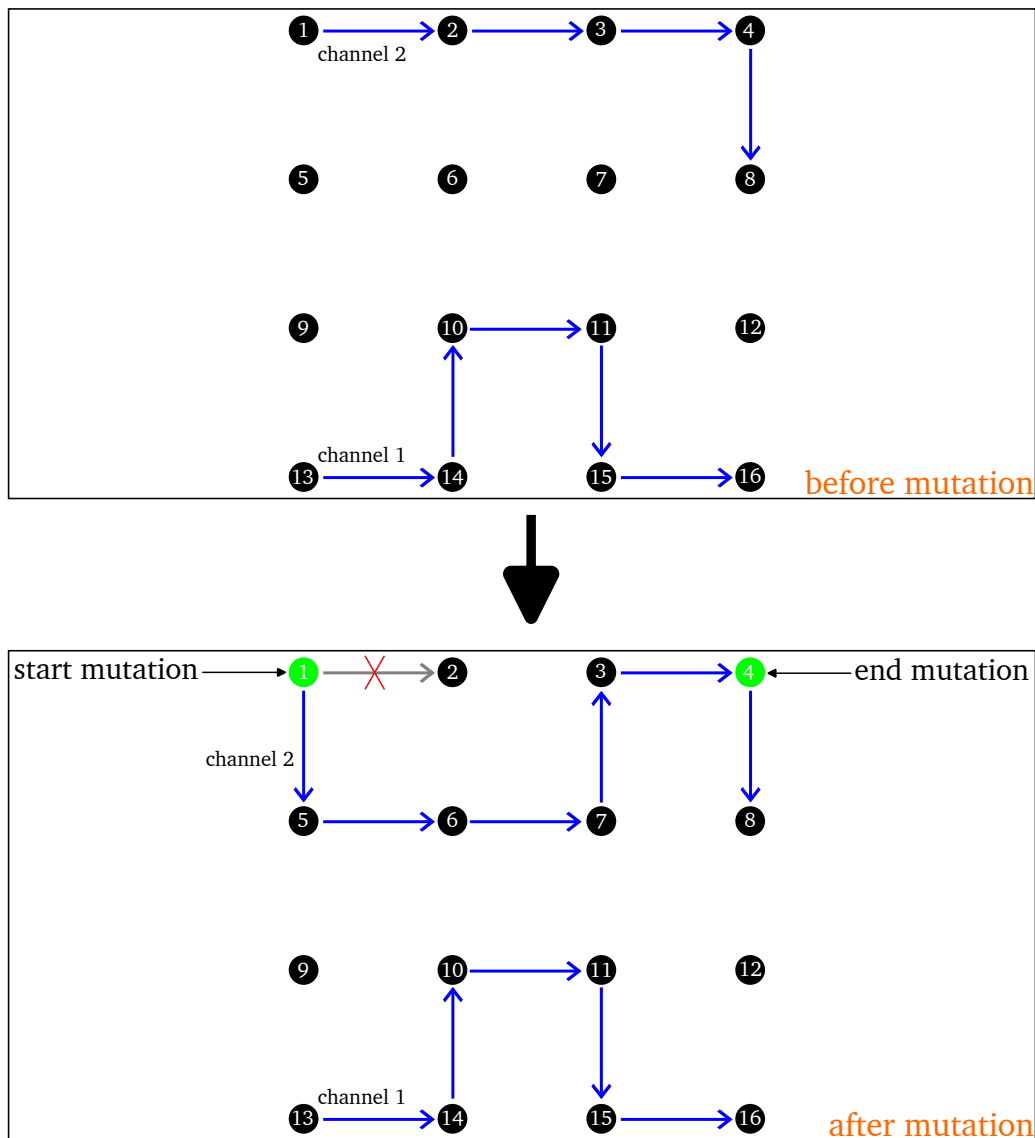 1 2 3 4
channel 2
5 6 7 8
9 10 11 12
channel 1
13 14 15 16
before mutation
start mutation 1 2 3 4 end mutation
channel 2
5 6 7 8
9 10 11 12
channel 1
13 14 15 16
after mutation